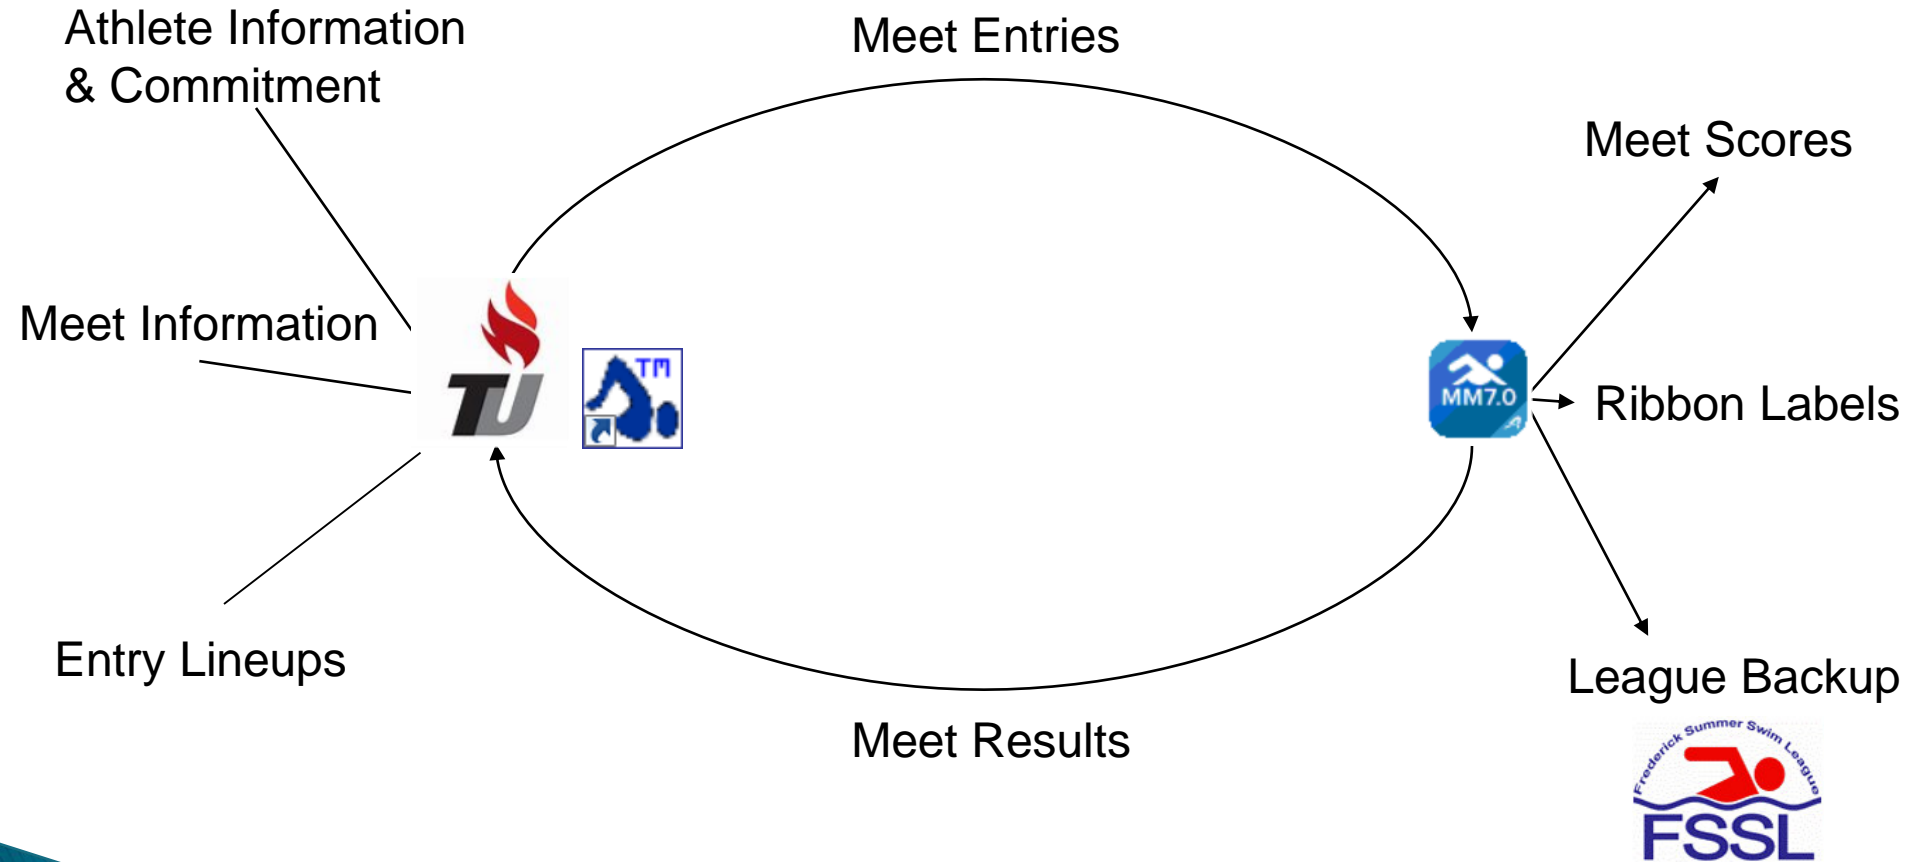 Athlete Information
& Commitment
Meet Entries
Meet Scores
Meet Information
TU
TM
MM7.0
Ribbon Labels
Entry Lineups
League Backup
Meet Results
Frederick Summer Swim League
FSSL